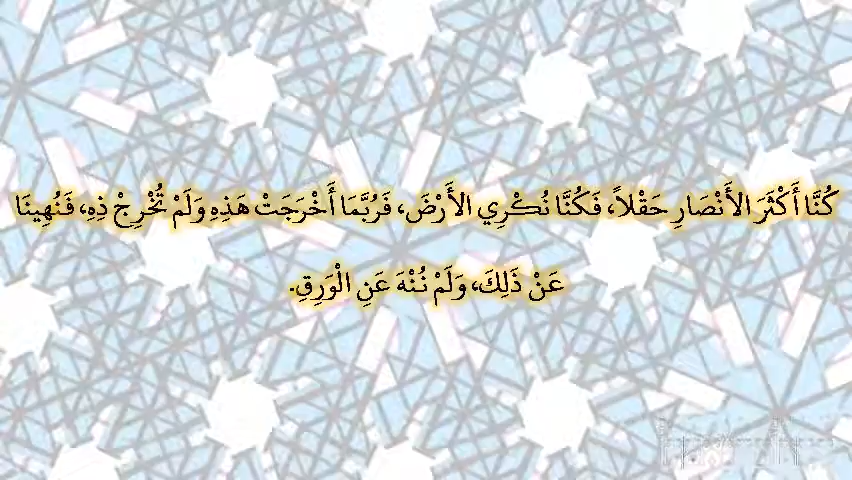 كُنَّا أَكْثَرَ الأَنْصَارِ حَقْلاً، فَكُنَّا نُكْرِي الأَرْضَ، فَرُبَّمَا أَخْرَجَتْ هَذِهِ وَلَمْ تُخْرِجْ ذِهِ، فَنُهِينَا
عَنْ ذَلِكَ، وَلَمْ نُنْهَ عَنِ الْوَرِقِ.